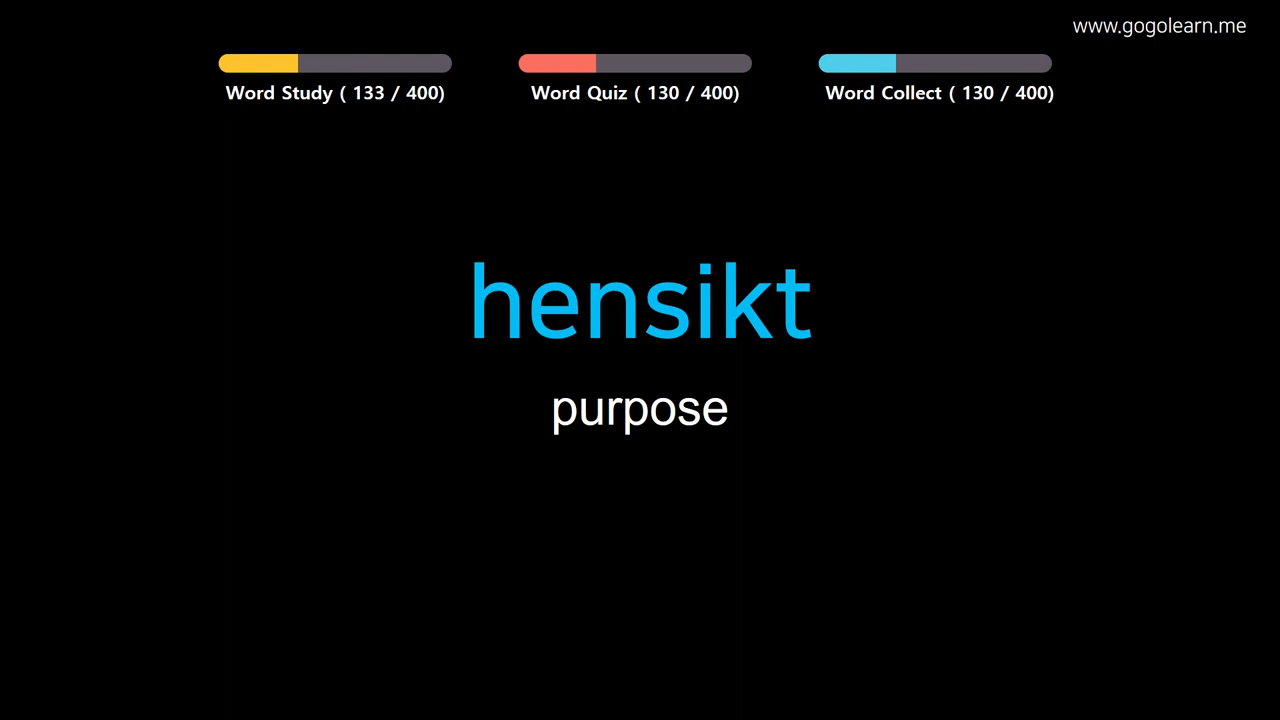 www.gogolearn.me
Word Study ( 133 / 400)
Word Quiz ( 130 / 400)
Word Collect ( 130 / 400)
hensikt
purpose